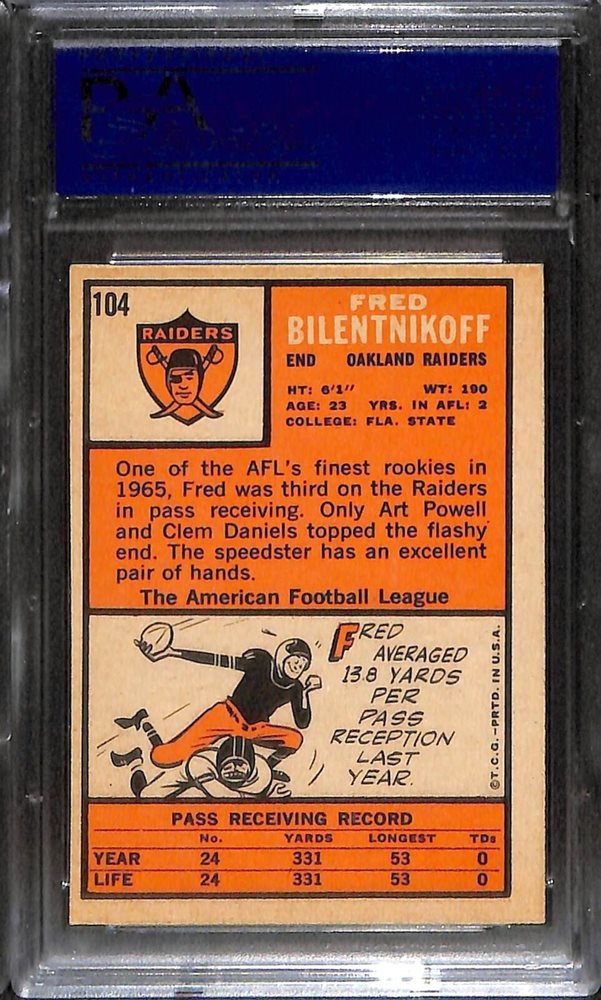 PSA
104
RAIDERS
FRED
BILENTNIKOFF
END OAKLAND RAIDERS
HT: 6'1" WT: 190
AGE: 23 YRS. IN AFL: 2
COLLEGE: FLA. STATE
One of the AFL's finest rookies in
1965, Fred was third on the Raiders
in pass receiving. Only Art Powell
and Clem Daniels topped the flashy
end. The speedster has an excellent
pair of hands.
The American Football League
FRED
AVERAGED
13.8 YARDS
PER
PASS
RECEPTION
LAST
YEAR.
©T.C.G.–PRTD. IN U.S.A.
PASS RECEIVING RECORD
No. YARDS LONGEST TDs
YEAR 24 331 53 0
LIFE 24 331 53 0